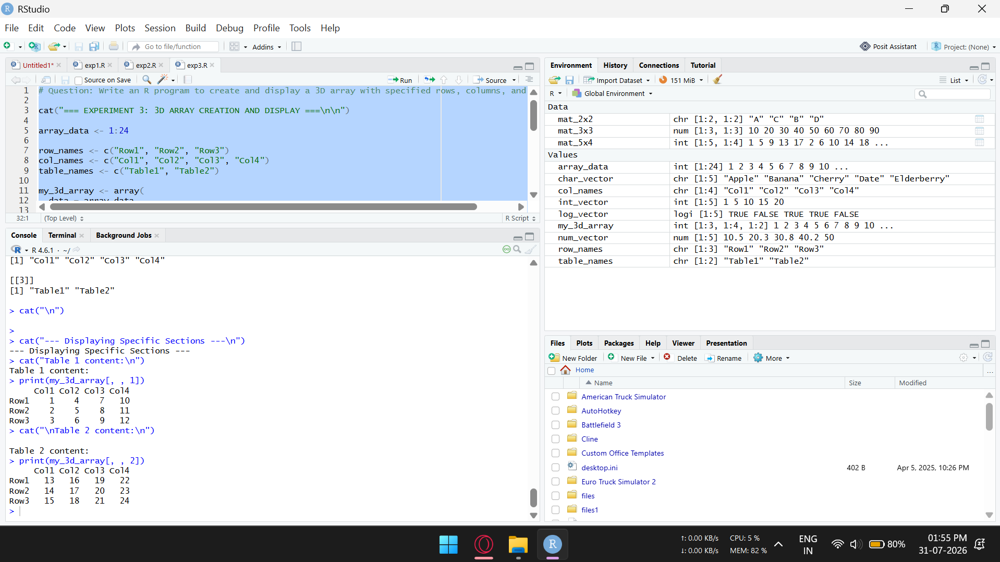 RStudio
File Edit Code View Plots Session Build Debug Profile Tools Help
Go to file/function Addins Posit Assistant Project: (None)
Untitled1* exp1.R exp2.R exp3.R
Source on Save Run Source
1 # Question: Write an R program to create and display a 3D array with specified rows, columns, and
2
3 cat("=== EXPERIMENT 3: 3D ARRAY CREATION AND DISPLAY ===\n\n")
4
5 array_data <- 1:24
6
7 row_names <- c("Row1", "Row2", "Row3")
8 col_names <- c("Col1", "Col2", "Col3", "Col4")
9 table_names <- c("Table1", "Table2")
10
11 my_3d_array <- array(
12 data = array_data
13
32:1 (Top Level) R Script
Console Terminal Background Jobs
R 4.6.1 · ~/
[1] "Col1" "Col2" "Col3" "Col4"
[[3]]
[1] "Table1" "Table2"
> cat("\n")
>
> cat("--- Displaying Specific Sections ---\n")
--- Displaying Specific Sections ---
> cat("Table 1 content:\n")
Table 1 content:
> print(my_3d_array[, , 1])
Col1 Col2 Col3 Col4
Row1 1 4 7 10
Row2 2 5 8 11
Row3 3 6 9 12
> cat("\nTable 2 content:\n")
Table 2 content:
> print(my_3d_array[, , 2])
Col1 Col2 Col3 Col4
Row1 13 16 19 22
Row2 14 17 20 23
Row3 15 18 21 24
>
Environment History Connections Tutorial
Import Dataset 151 MiB List
R Global Environment
Data
mat_2x2 chr [1:2, 1:2] "A" "C" "B" "D"
mat_3x3 num [1:3, 1:3] 10 20 30 40 50 60 70 80 90
mat_5x4 int [1:5, 1:4] 1 5 9 13 17 2 6 10 14 18 ...
Values
array_data int [1:24] 1 2 3 4 5 6 7 8 9 10 ...
char_vector chr [1:5] "Apple" "Banana" "Cherry" "Date" "Elderberry"
col_names chr [1:4] "Col1" "Col2" "Col3" "Col4"
int_vector int [1:5] 1 5 10 15 20
log_vector logi [1:5] TRUE FALSE TRUE TRUE FALSE
my_3d_array int [1:3, 1:4, 1:2] 1 2 3 4 5 6 7 8 9 10 ...
num_vector num [1:5] 10.5 20.3 30.8 40.2 50
row_names chr [1:3] "Row1" "Row2" "Row3"
table_names chr [1:2] "Table1" "Table2"
Files Plots Packages Help Viewer Presentation
New Folder New File Delete Rename More
Home ...
Name Size Modified
American Truck Simulator
AutoHotkey
Battlefield 3
Cline
Custom Office Templates
desktop.ini 402 B Apr 5, 2025, 10:26 PM
Euro Truck Simulator 2
files
files1
↑: 0.00 KB/s CPU: 5 %
↓: 0.00 KB/s MEM: 82 %
ENG
IN
80%
01:55 PM
31-07-2026